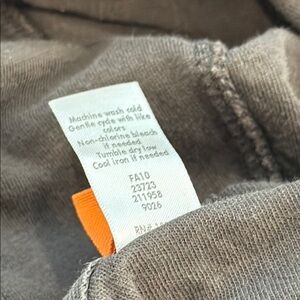 Machine wash cold
Gentle cycle with like
colors
Non-chlorine bleach
if needed
Tumble dry low
Cool iron if needed
FA10
23723
211958
9026
RN#